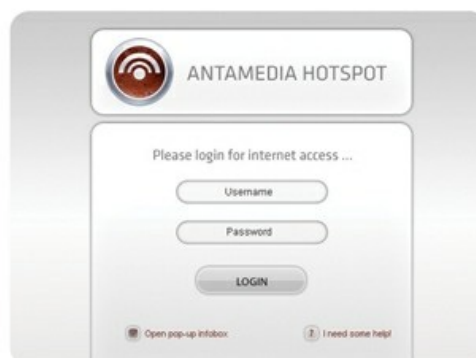 ANTAMEDIA HOTSPOT
Please login for internet access ...
Username
Password
LOGIN
Open pop-up infobox
? I need some help!